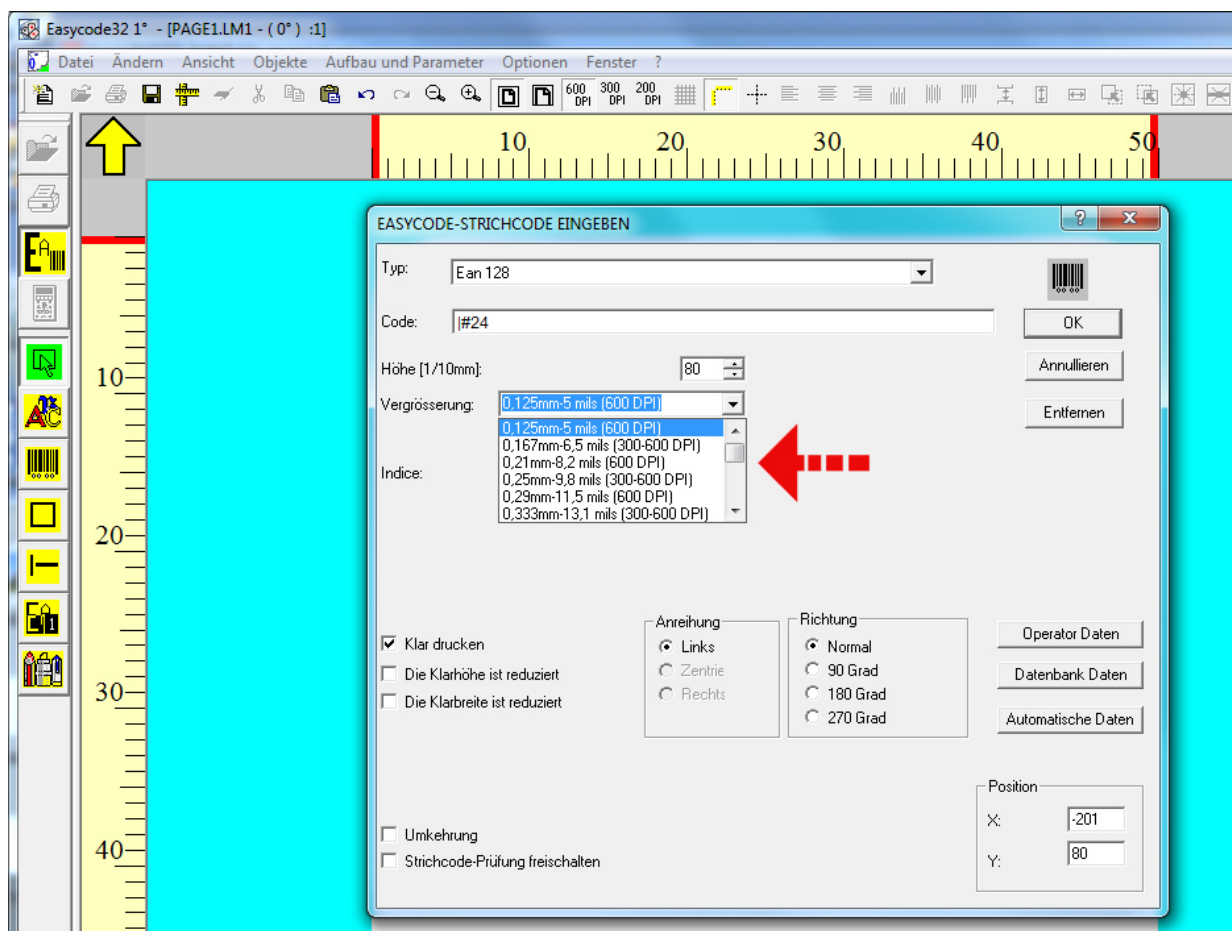 Easycode32 1° - [PAGE1.LM1 - ( 0° ) :1]
Datei Ändern Ansicht Objekte Aufbau und Parameter Optionen Fenster ?
600 DPI 300 DPI 200 DPI
10 20 30 40 50
EASYCODE-STRICHCODE EINGEBEN
Typ: Ean 128
Code: |#24
OK
Höhe [1/10mm]: 80
Annullieren
Vergrösserung: 0,125mm-5 mils (600 DPI)
Entfernen
0,125mm-5 mils (600 DPI)
0,167mm-6,5 mils (300-600 DPI)
0,21mm-8,2 mils (600 DPI)
Indice:
0,25mm-9,8 mils (300-600 DPI)
0,29mm-11,5 mils (600 DPI)
0,333mm-13,1 mils (300-600 DPI)
10
20
30
40
Klar drucken
Die Klarhöhe ist reduziert
Die Klarbreite ist reduziert
Anreihung
Links
Zentrie
Rechts
Richtung
Normal
90 Grad
180 Grad
270 Grad
Operator Daten
Datenbank Daten
Automatische Daten
Umkehrung
Strichcode-Prüfung freischalten
Position
X: -201
Y: 80